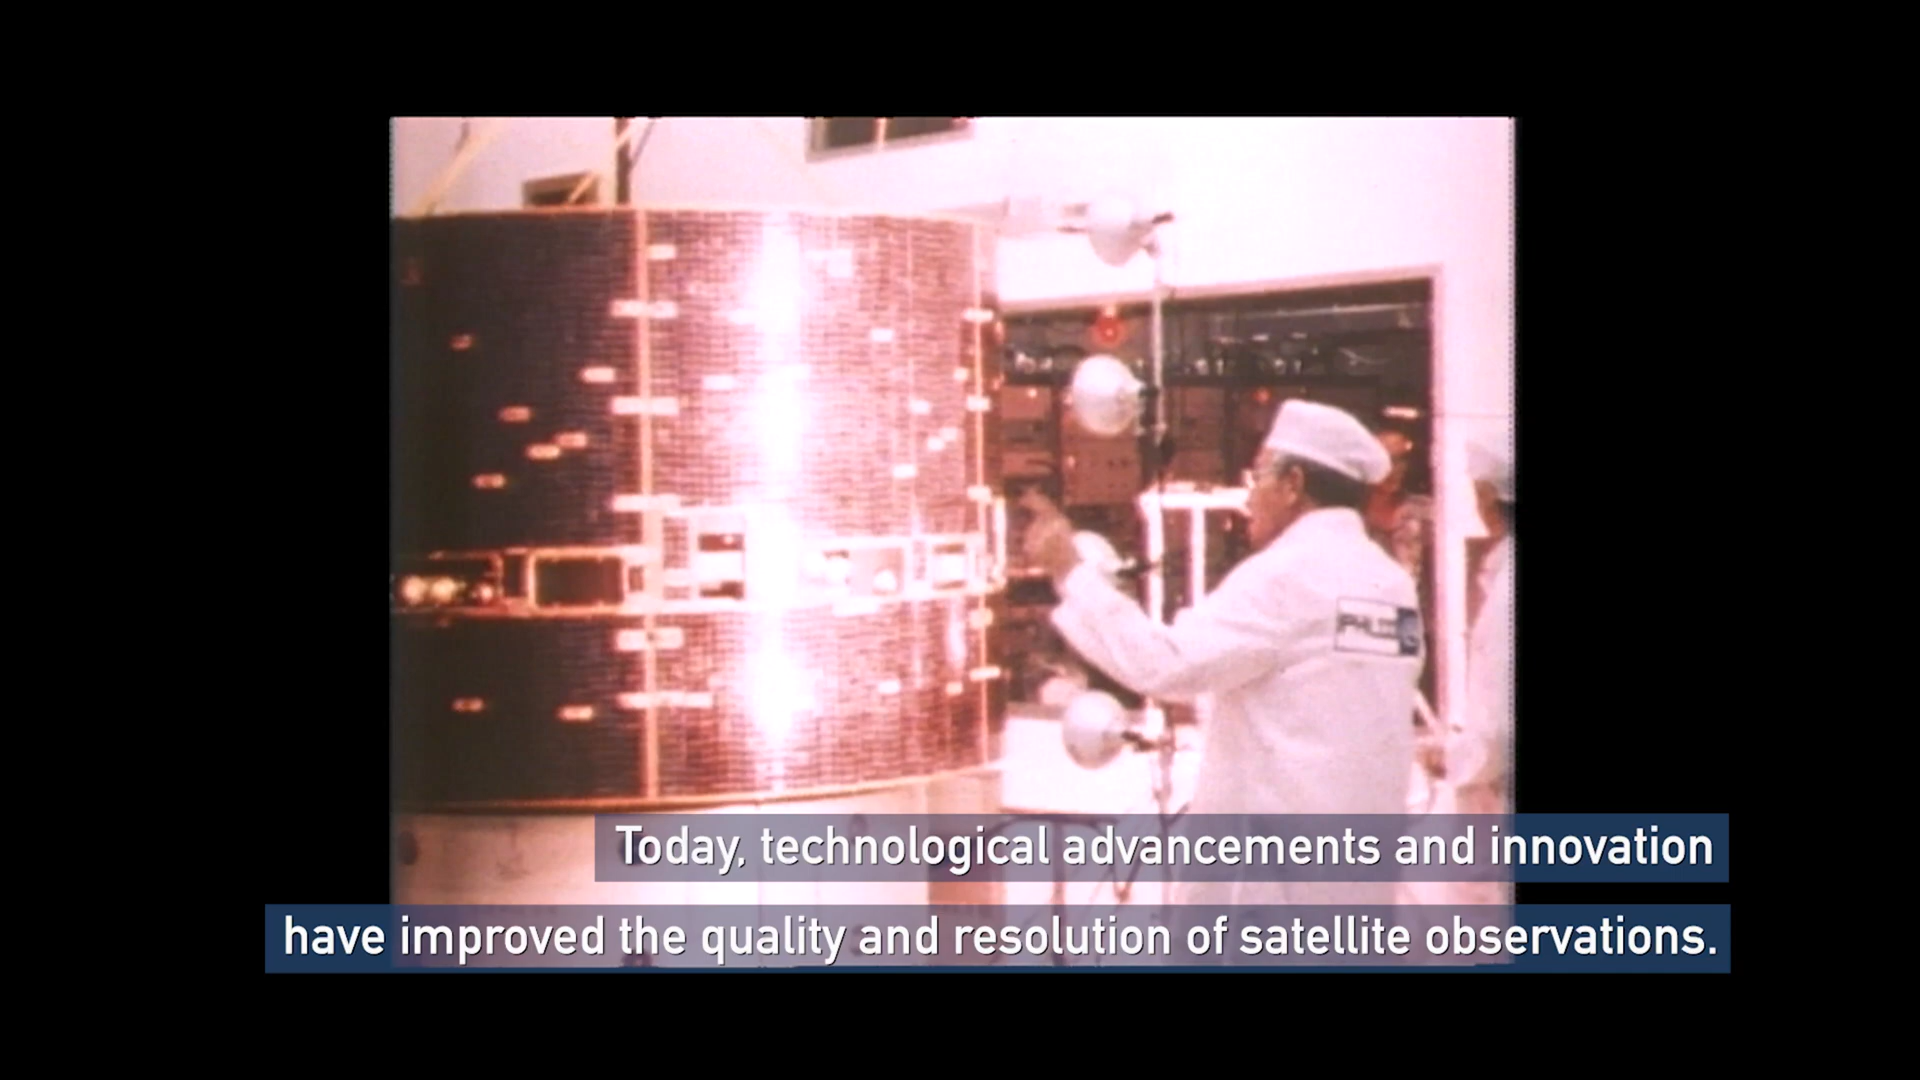 Today, technological advancements and innovation
have improved the quality and resolution of satellite observations.